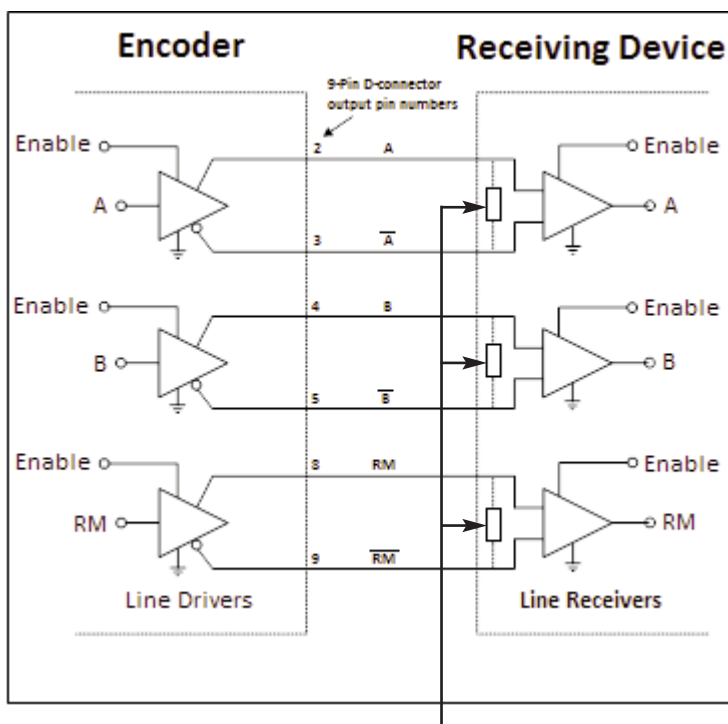 Encoder
Receiving Device
9-Pin D-connector
output pin numbers
Enable
2 A
Enable
A
A
3 A̅
Enable
4 B
Enable
B
B
5 B̅
Enable
8 RM
Enable
RM
RM
9 R̅M̅
Line Drivers
Line Receivers